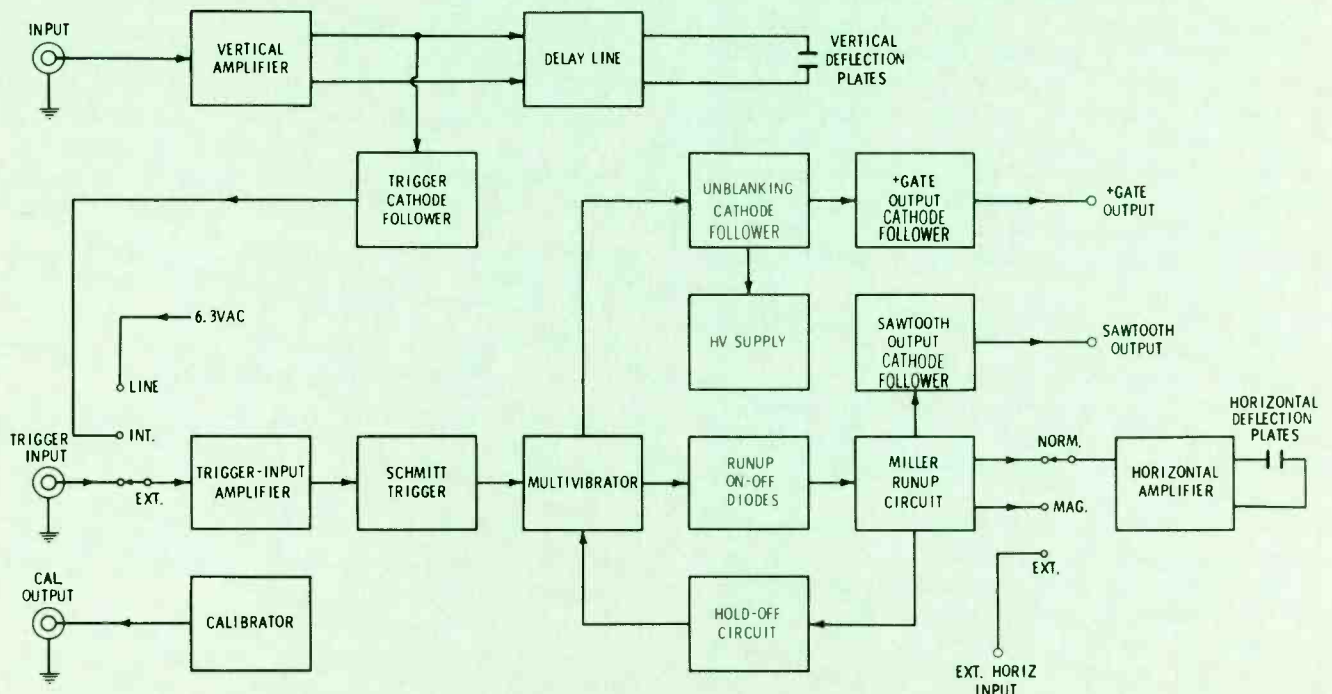 INPUT
VERTICAL
AMPLIFIER
DELAY LINE
VERTICAL
DEFLECTION
PLATES
TRIGGER
CATHODE
FOLLOWER
UNBLANKING
CATHODE
FOLLOWER
+GATE
OUTPUT
CATHODE
FOLLOWER
+GATE
OUTPUT
6.3VAC
HV SUPPLY
SAWTOOTH
OUTPUT
CATHODE
FOLLOWER
SAWTOOTH
OUTPUT
LINE
INT.
TRIGGER
INPUT
EXT.
TRIGGER-INPUT
AMPLIFIER
SCHMITT
TRIGGER
MULTIVIBRATOR
RUNUP
ON-OFF
DIODES
MILLER
RUNUP
CIRCUIT
NORM.
MAG.
EXT.
HORIZONTAL
AMPLIFIER
HORIZONTAL
DEFLECTION
PLATES
CAL
OUTPUT
CALIBRATOR
HOLD-OFF
CIRCUIT
EXT. HORIZ
INPUT